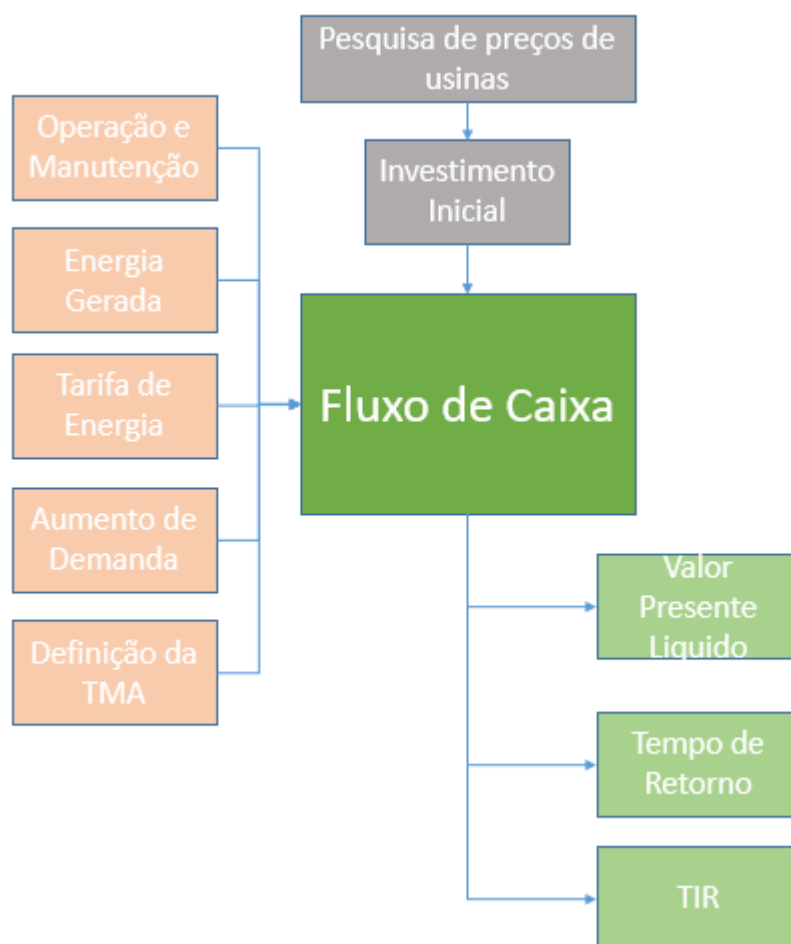 Pesquisa de preços de
usinas
Operação e
Manutenção
Investimento
Inicial
Energia
Gerada
Fluxo de Caixa
Tarifa de
Energia
Aumento de
Demanda
Definição da
TMA
Valor
Presente
Liquido
Tempo de
Retorno
TIR